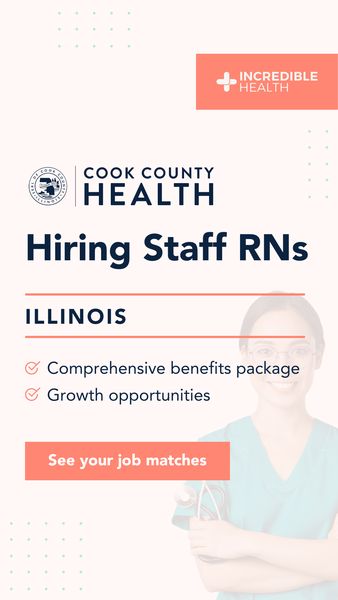 INCREDIBLE
HEALTH
COOK COUNTY
HEALTH
Hiring Staff RNs
ILLINOIS
Comprehensive benefits package
Growth opportunities
See your job matches